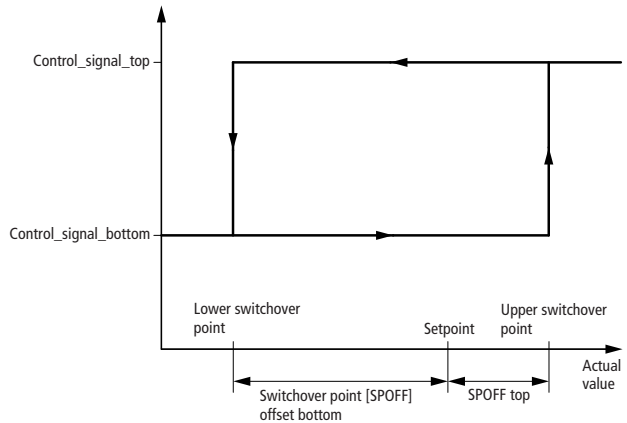 Control_signal_top
Control_signal_bottom
Lower switchover
point
Setpoint
Upper switchover
point
Actual
value
Switchover point [SPOFF]
offset bottom
SPOFF top